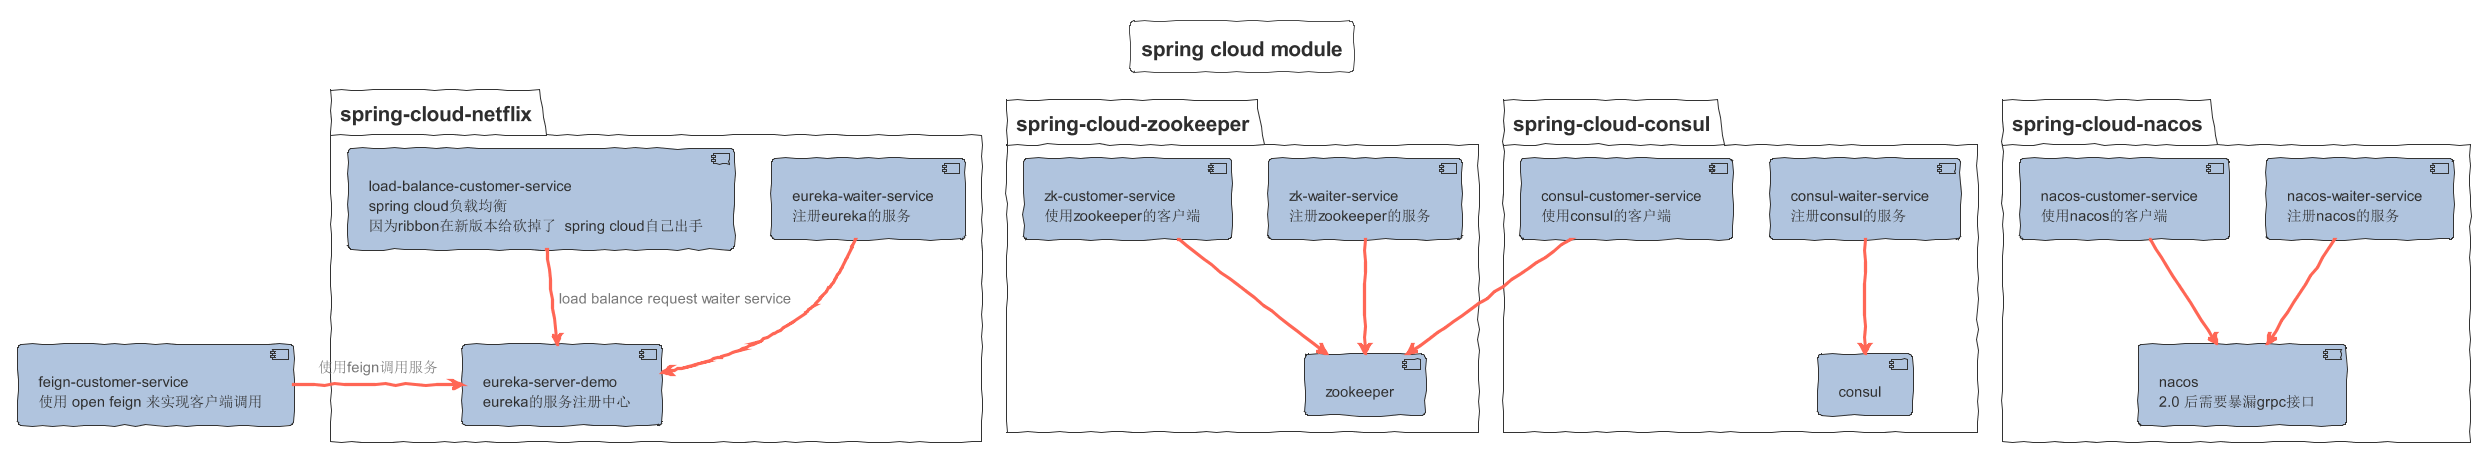 spring cloud module
spring-cloud-netflix
load-balance-customer-service
spring cloud负载均衡
因为ribbon在新版本给砍掉了 spring cloud自己出手
eureka-waiter-service
注册eureka的服务
load balance request waiter service
feign-customer-service
使用 open feign 来实现客户端调用
使用feign调用服务
eureka-server-demo
eureka的服务注册中心
spring-cloud-zookeeper
zk-customer-service
使用zookeeper的客户端
zk-waiter-service
注册zookeeper的服务
zookeeper
spring-cloud-consul
consul-customer-service
使用consul的客户端
consul-waiter-service
注册consul的服务
consul
spring-cloud-nacos
nacos-customer-service
使用nacos的客户端
nacos-waiter-service
注册nacos的服务
nacos
2.0 后需要暴漏grpc接口